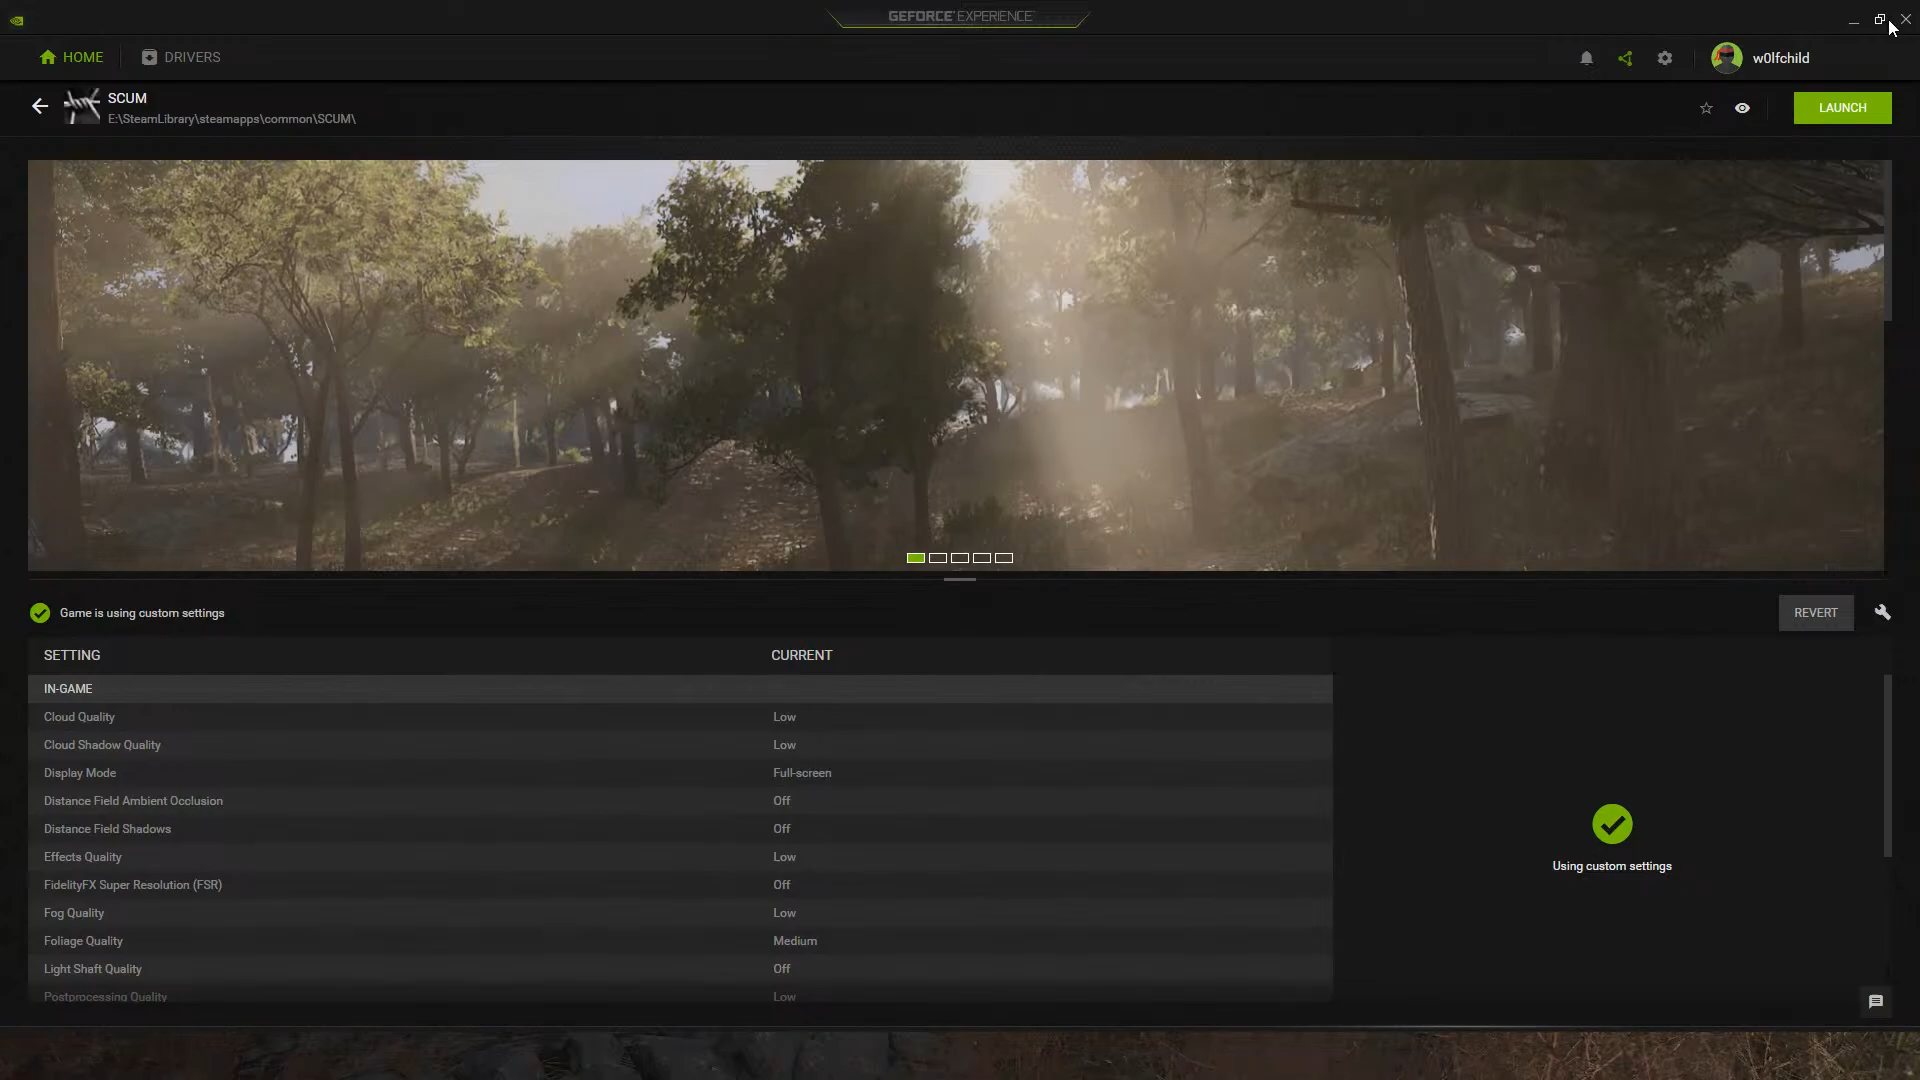 GEFORCE EXPERIENCE
HOME
DRIVERS
w0lfchild
SCUM
E:\SteamLibrary\steamapps\common\SCUM\
LAUNCH
Game is using custom settings
REVERT
SETTING CURRENT
IN-GAME
Cloud Quality Low
Cloud Shadow Quality Low
Display Mode Full-screen
Distance Field Ambient Occlusion Off
Distance Field Shadows Off
Effects Quality Low
FidelityFX Super Resolution (FSR) Off
Fog Quality Low
Foliage Quality Medium
Light Shaft Quality Off
Postprocessing Quality Low
Using custom settings